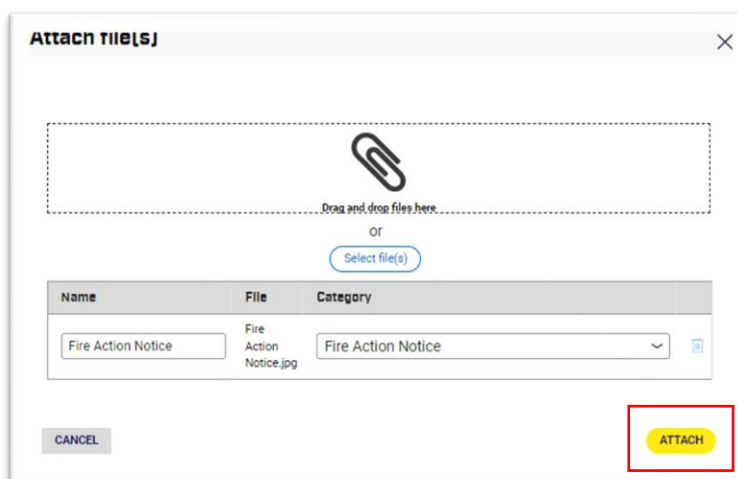 Attach file(s)
Drag and drop files here
or
Select file(s)
Name File Category
Fire Action Notice
Fire
Action
Notice.jpg
Fire Action Notice
CANCEL
ATTACH